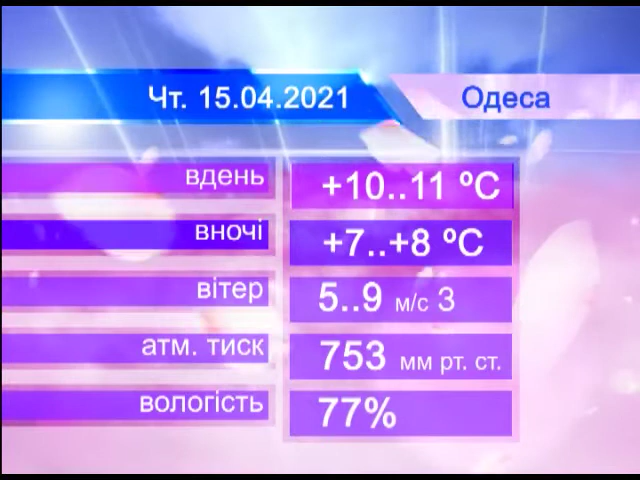 Чт. 15.04.2021 Одеса
вдень +10..11 ºC
вночі +7..+8 ºC
вітер 5..9 м/с З
атм. тиск 753 мм рт. ст.
вологість 77%